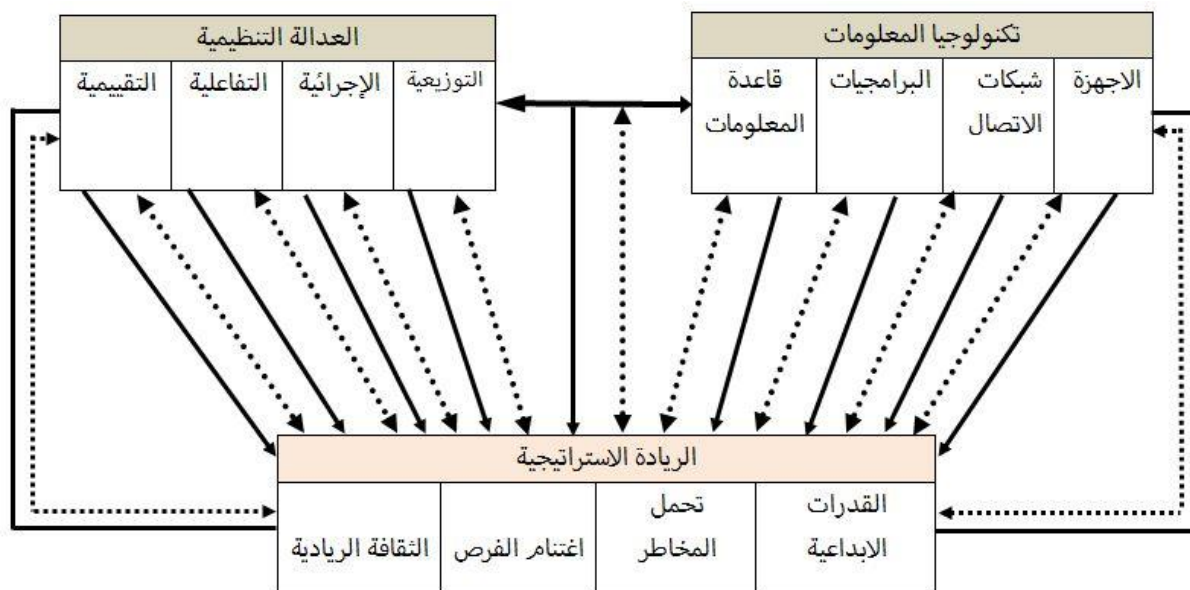 تكنولوجيا المعلومات
الاجهزة
شبكات
الاتصال
البرامجيات
قاعدة
المعلومات
العدالة التنظيمية
التوزيعية
الإجرائية
التفاعلية
التقييمية
الريادة الاستراتيجية
القدرات
الابداعية
تحمل
المخاطر
اغتنام الفرص
الثقافة الريادية